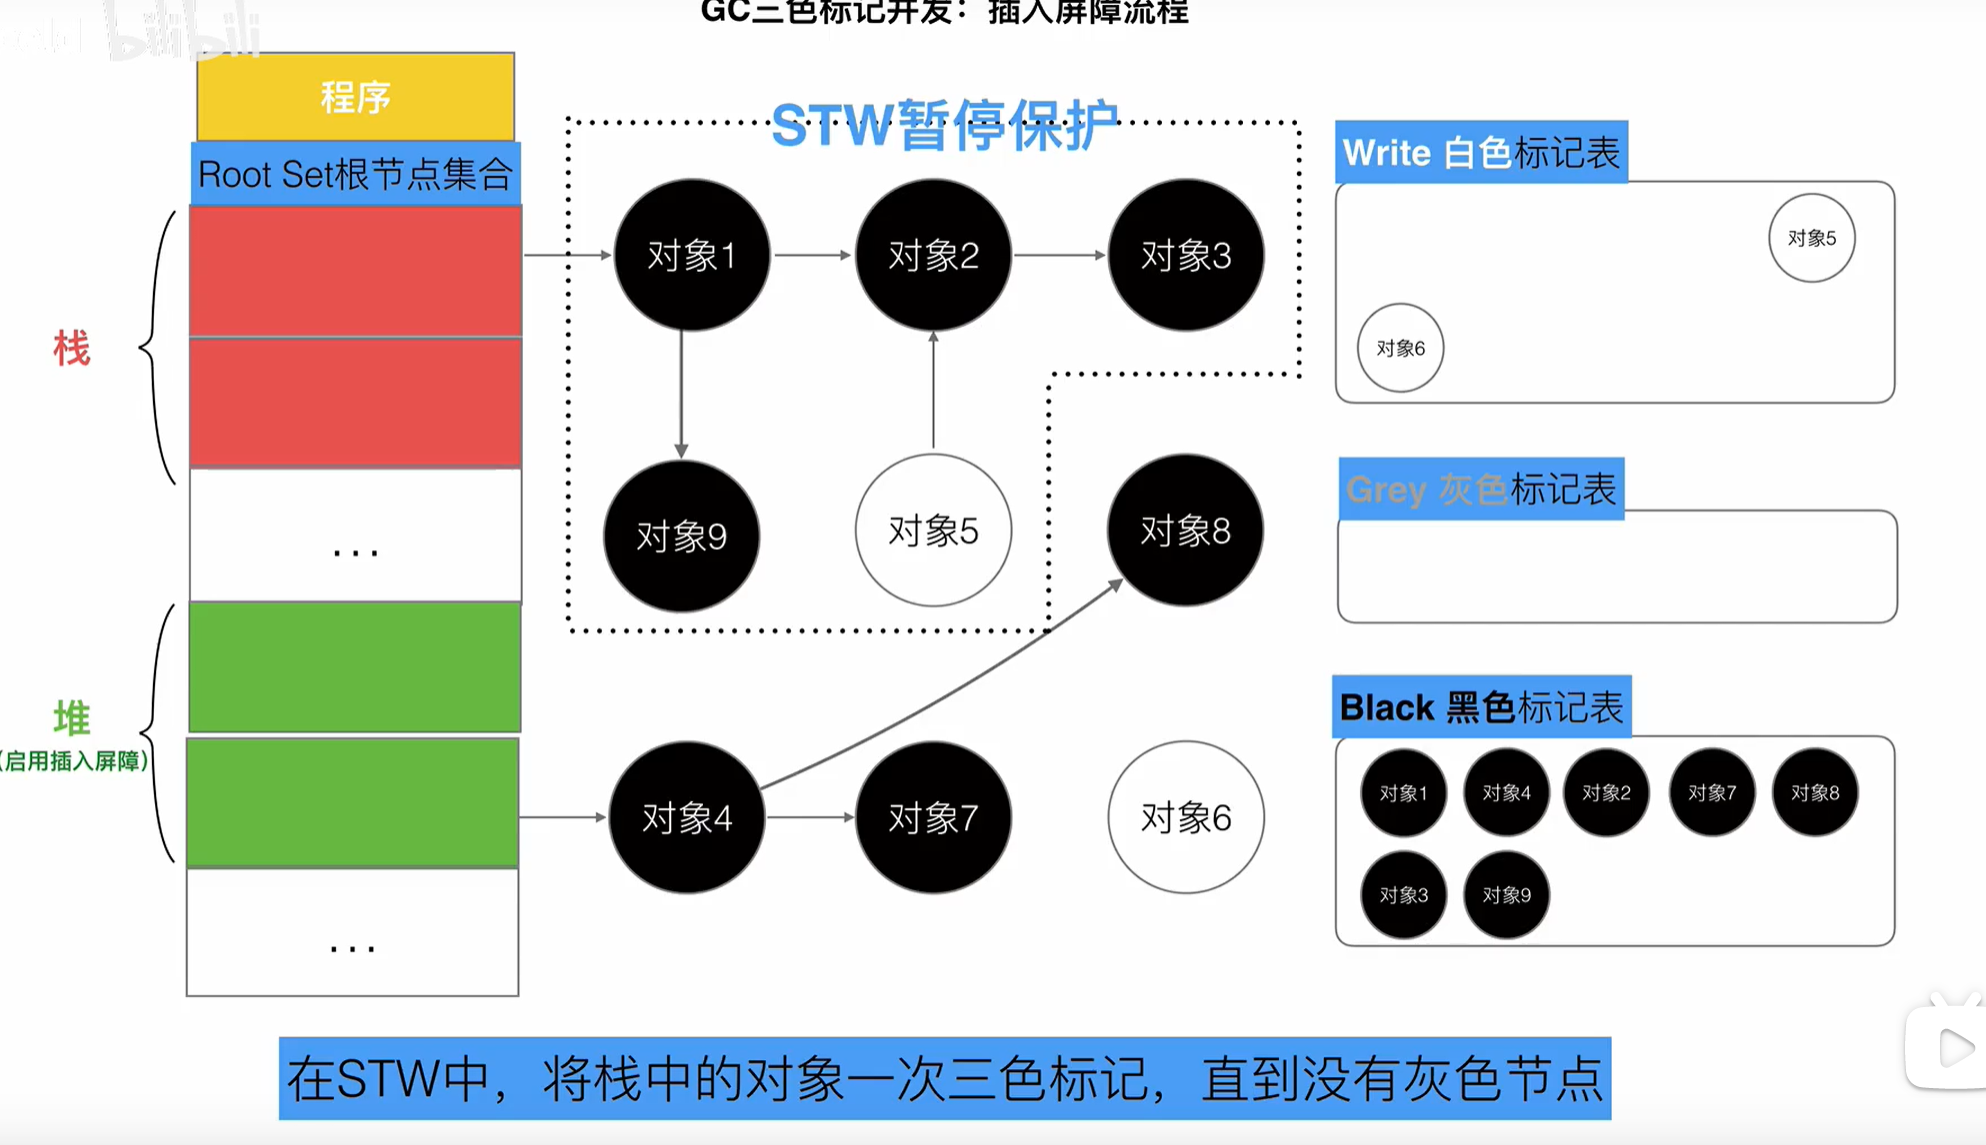 GC三色标记并发：插入屏障流程
bilibili
程序
STW暂停保护
Root Set根节点集合
Write 白色标记表
对象5
对象6
对象1
对象2
对象3
栈
Grey 灰色标记表
对象9
对象5
对象8
...
堆
(启用插入屏障)
Black 黑色标记表
对象1
对象4
对象2
对象7
对象8
对象3
对象9
对象4
对象7
对象6
...
在STW中，将栈中的对象一次三色标记，直到没有灰色节点